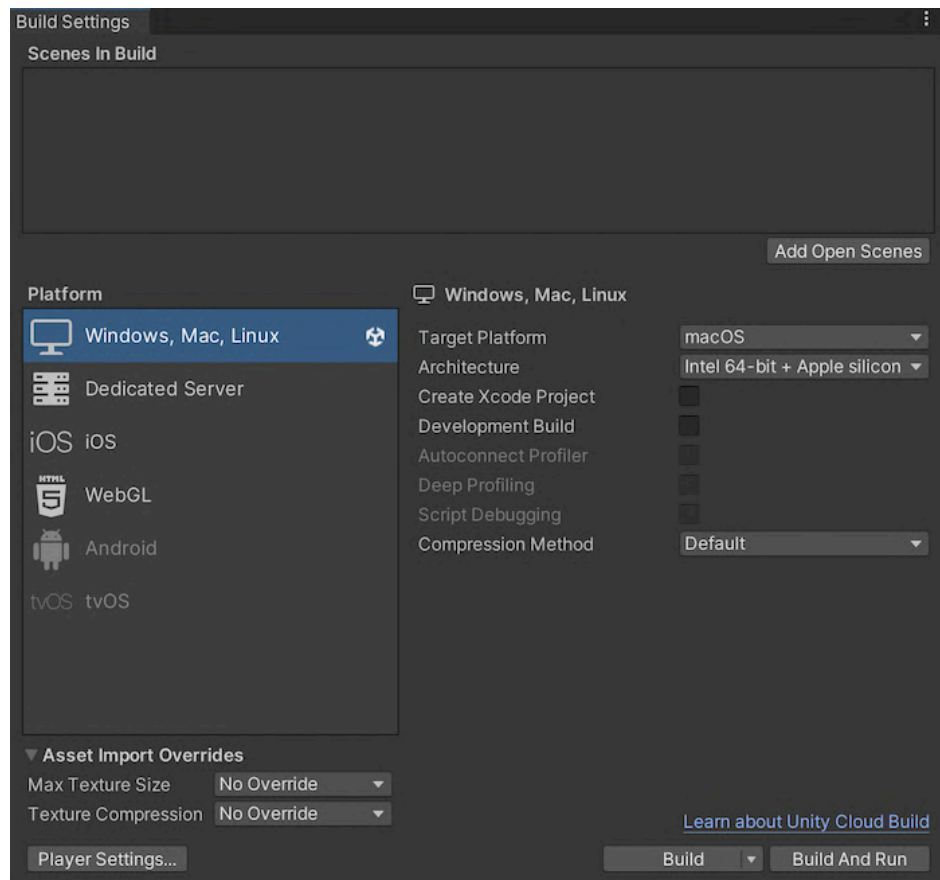 Build Settings
Scenes In Build
Add Open Scenes
Platform
Windows, Mac, Linux
Dedicated Server
iOS iOS
HTML
5 WebGL
Android
tvOS tvOS
Windows, Mac, Linux
Target Platform macOS
Architecture Intel 64-bit + Apple silicon
Create Xcode Project
Development Build
Autoconnect Profiler
Deep Profiling
Script Debugging
Compression Method Default
Asset Import Overrides
Max Texture Size No Override
Texture Compression No Override
Learn about Unity Cloud Build
Player Settings... Build Build And Run